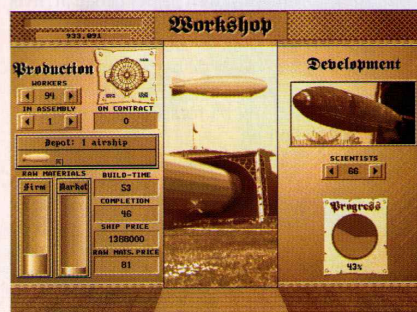 Workshop
933,091
Production
WORKERS
94
IN ASSEMBLY
1
ON CONTRACT
0
Depot: 1 airship
RAW MATERIALS
Firm
Market
BUILD-TIME
53
COMPLETION
46
SHIP PRICE
1368000
RAW MATS.PRICE
81
Development
SCIENTISTS
66
Progress
43%